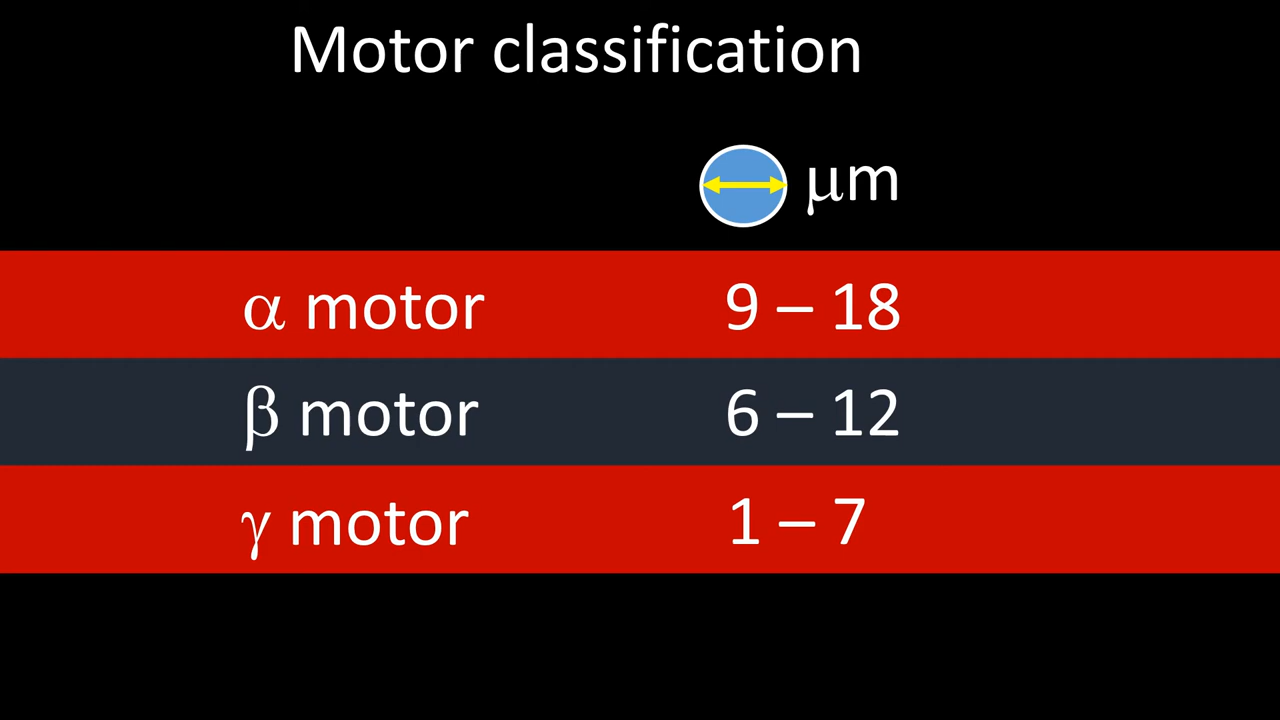 Motor classification
μm
α motor 9 – 18
β motor 6 – 12
γ motor 1 – 7